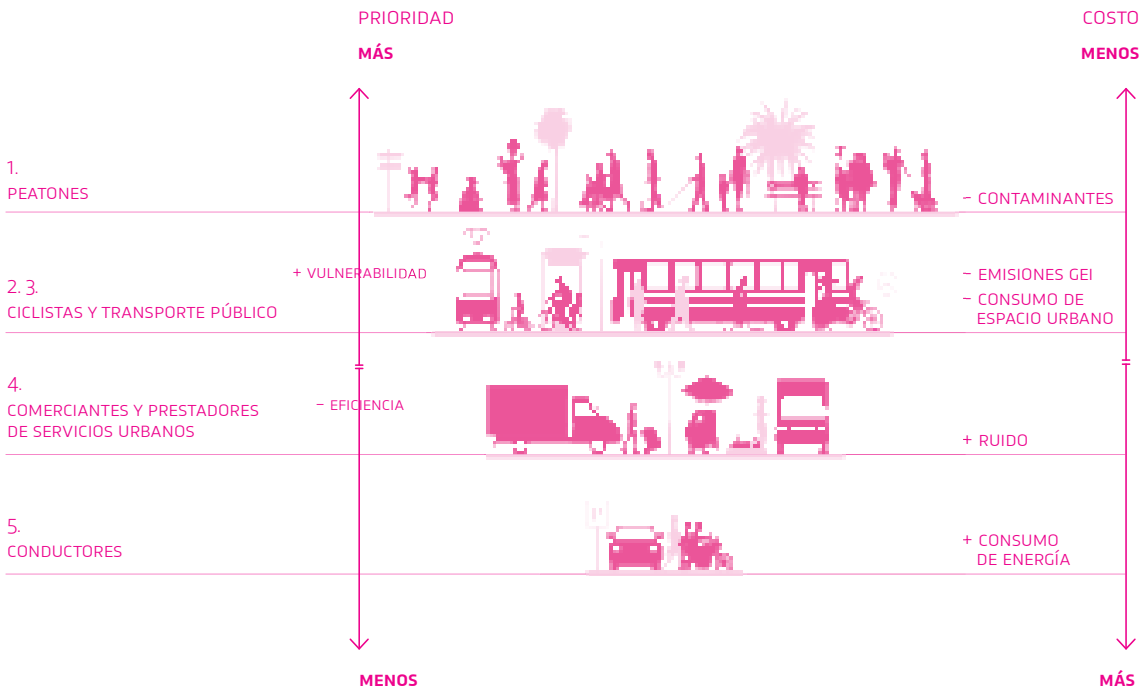 PRIORIDAD
COSTO
MÁS
MENOS
1.
PEATONES
– CONTAMINANTES
+ VULNERABILIDAD
– EMISIONES GEI
2. 3.
– CONSUMO DE
ESPACIO URBANO
CICLISTAS Y TRANSPORTE PÚBLICO
4.
– EFICIENCIA
COMERCIANTES Y PRESTADORES
DE SERVICIOS URBANOS
+ RUIDO
5.
CONDUCTORES
+ CONSUMO
DE ENERGÍA
MENOS
MÁS